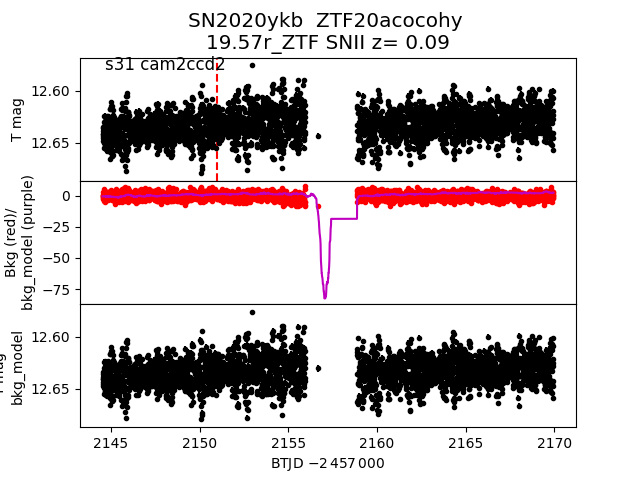 SN2020ykb ZTF20acocohy
19.57r_ZTF SNII z= 0.09
s31 cam2ccd2
12.60
12.65
T mag
0
−25
−50
−75
Bkg (red)/
bkg_model (purple)
12.60
12.65
mag
bkg_model
2145
2150
2155
2160
2165
2170
BTJD −2 457 000